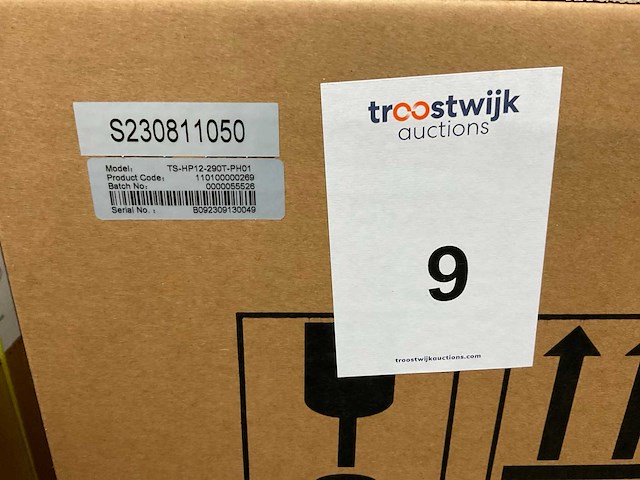 S230811050
Model: TS-HP12-290T-PH01
Product Code: 110100000269
Batch No.: 0000055526
Serial No.: B092309130049
troostwijk
auctions
9
troostwijkauctions.com